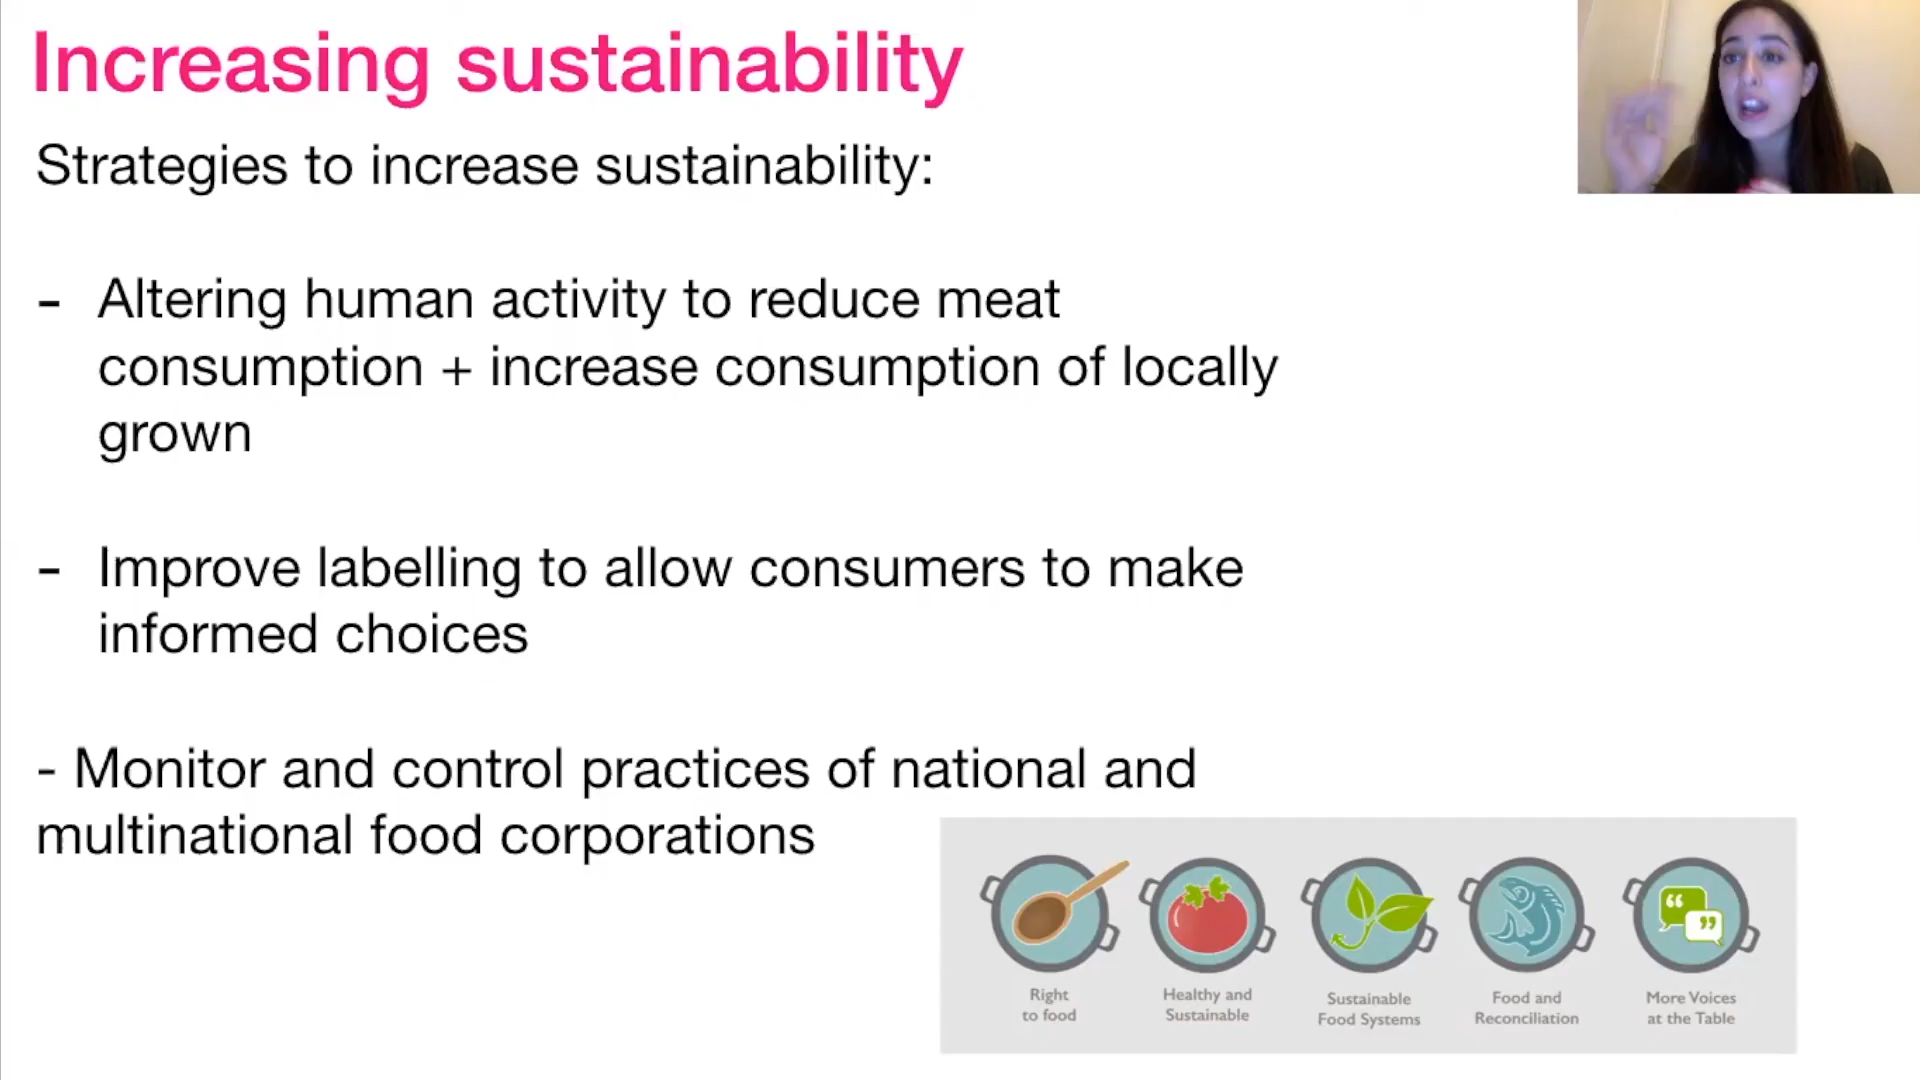 Increasing sustainability
Strategies to increase sustainability:
- Altering human activity to reduce meat
consumption + increase consumption of locally
grown
- Improve labelling to allow consumers to make
informed choices
- Monitor and control practices of national and
multinational food corporations
Right
to food
Healthy and
Sustainable
Sustainable
Food Systems
Food and
Reconciliation
More Voices
at the Table